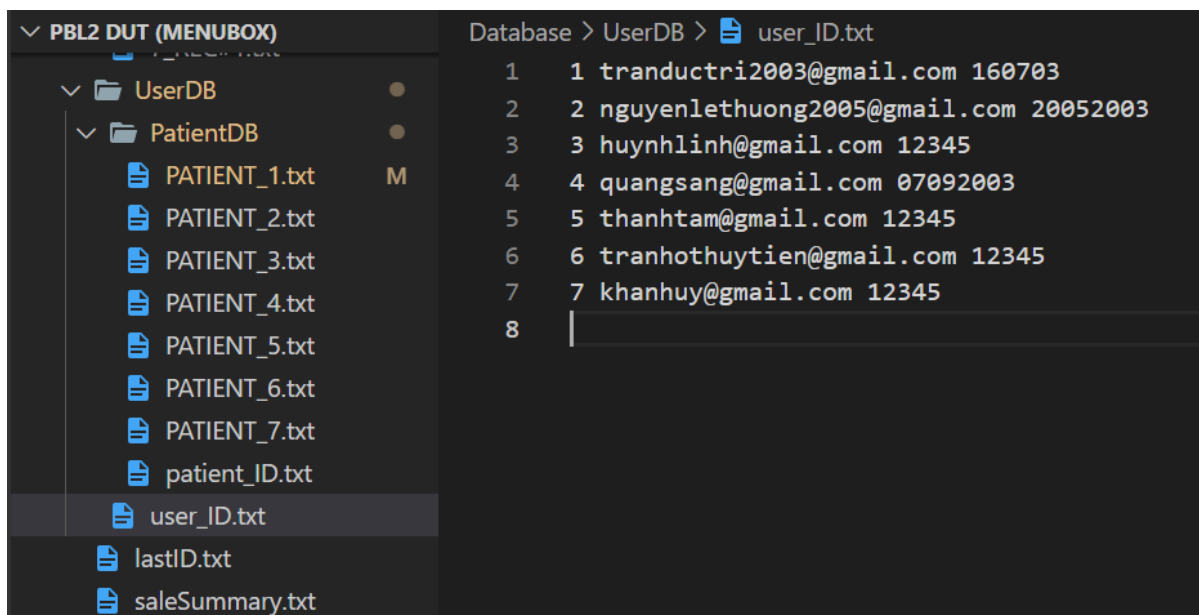 PBL2 DUT (MENUBOX)
UserDB
PatientDB
PATIENT_1.txt M
PATIENT_2.txt
PATIENT_3.txt
PATIENT_4.txt
PATIENT_5.txt
PATIENT_6.txt
PATIENT_7.txt
patient_ID.txt
user_ID.txt
lastID.txt
saleSummary.txt
Database > UserDB > user_ID.txt
1 1 tranductri2003@gmail.com 160703
2 2 nguyenlethuong2005@gmail.com 20052003
3 3 huynhlinh@gmail.com 12345
4 4 quangsang@gmail.com 07092003
5 5 thanhtam@gmail.com 12345
6 6 tranhothuytien@gmail.com 12345
7 7 khanhuy@gmail.com 12345
8